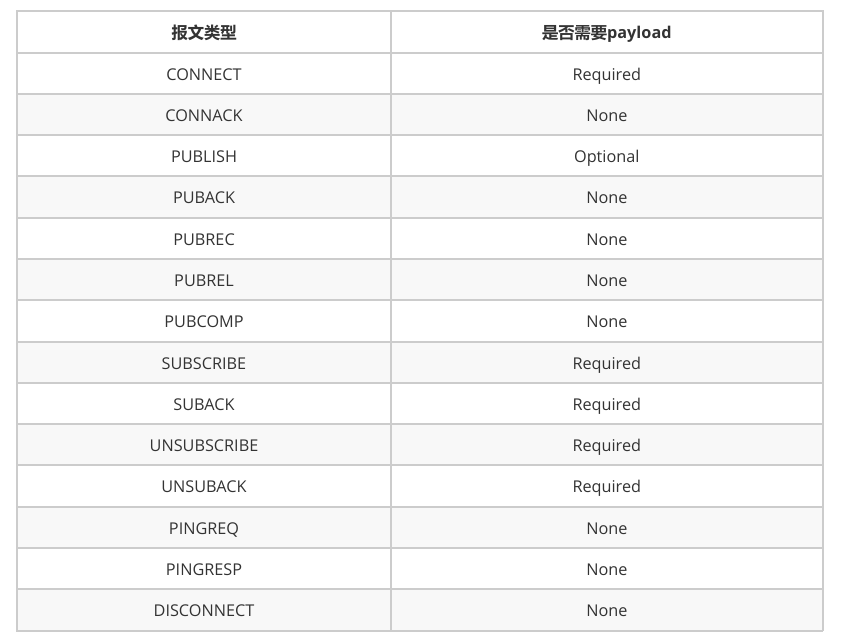 报文类型 是否需要payload
CONNECT Required
CONNACK None
PUBLISH Optional
PUBACK None
PUBREC None
PUBREL None
PUBCOMP None
SUBSCRIBE Required
SUBACK Required
UNSUBSCRIBE Required
UNSUBACK Required
PINGREQ None
PINGRESP None
DISCONNECT None